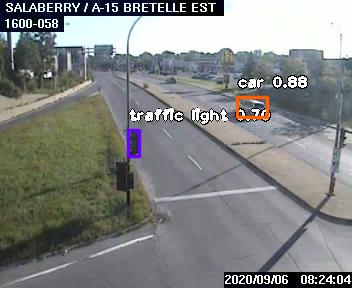 SALABERRY / A-15 BRETELLE EST
1600-058
car 0.88
traffic light 0.70
2020/09/06 08:24:04